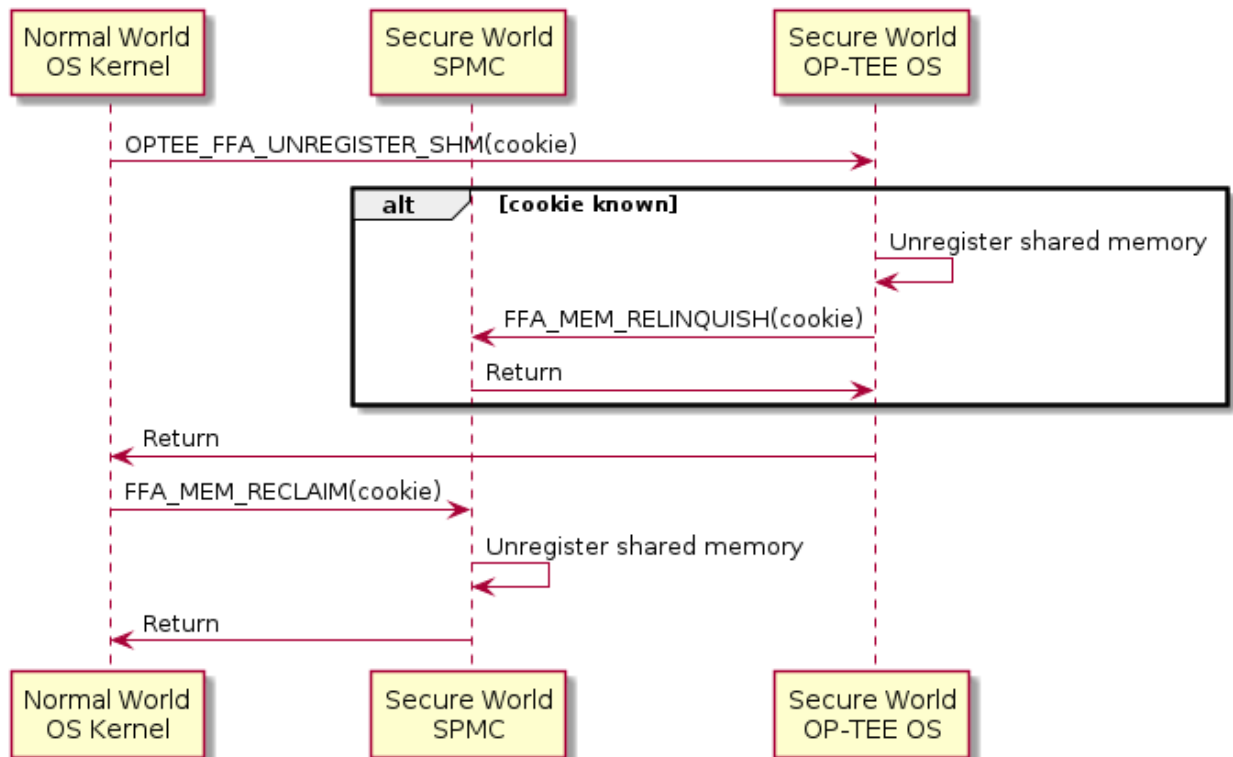 Normal World
OS Kernel
Secure World
SPMC
Secure World
OP-TEE OS
OPTEE_FFA_UNREGISTER_SHM(cookie)
alt
[cookie known]
Unregister shared memory
FFA_MEM_RELINQUISH(cookie)
Return
Return
FFA_MEM_RECLAIM(cookie)
Unregister shared memory
Return
Normal World
OS Kernel
Secure World
SPMC
Secure World
OP-TEE OS